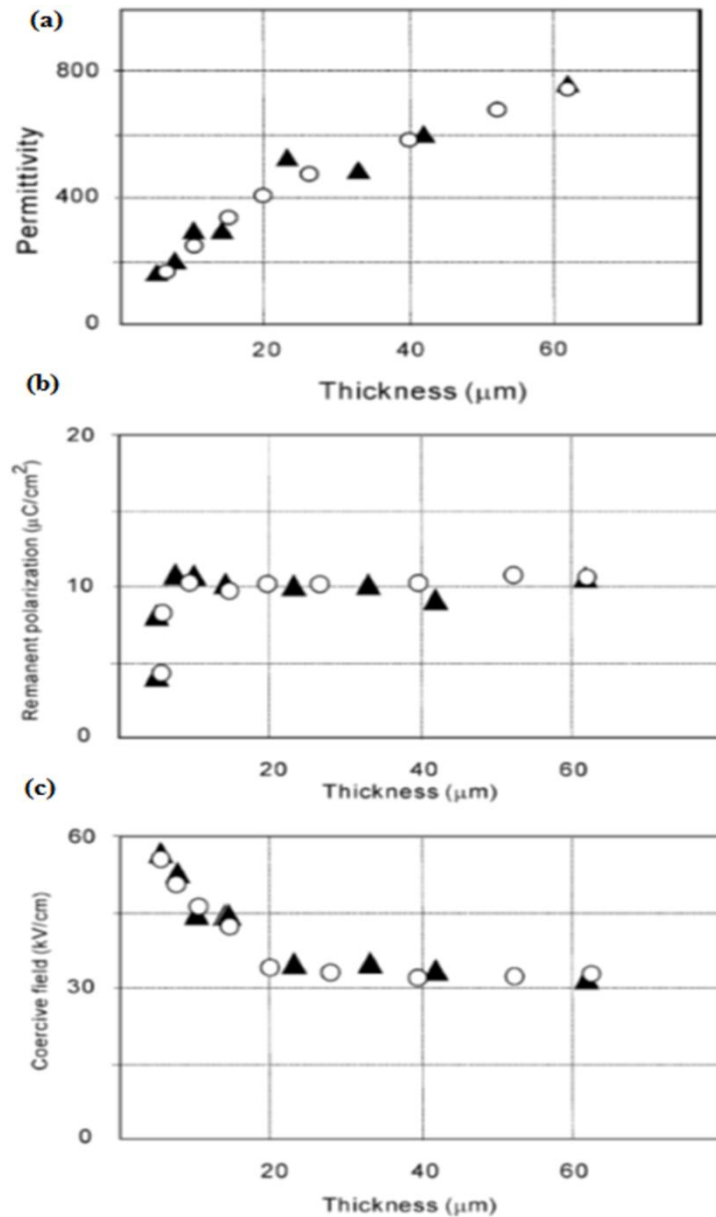 (a)
800
400
0
Permittivity
20 40 60
Thickness (μm)
(b)
20
10
0
Remanent polarization (μC/cm²)
20 40 60
Thickness (μm)
(c)
60
30
0
Coercive field (kV/cm)
20 40 60
Thickness (μm)